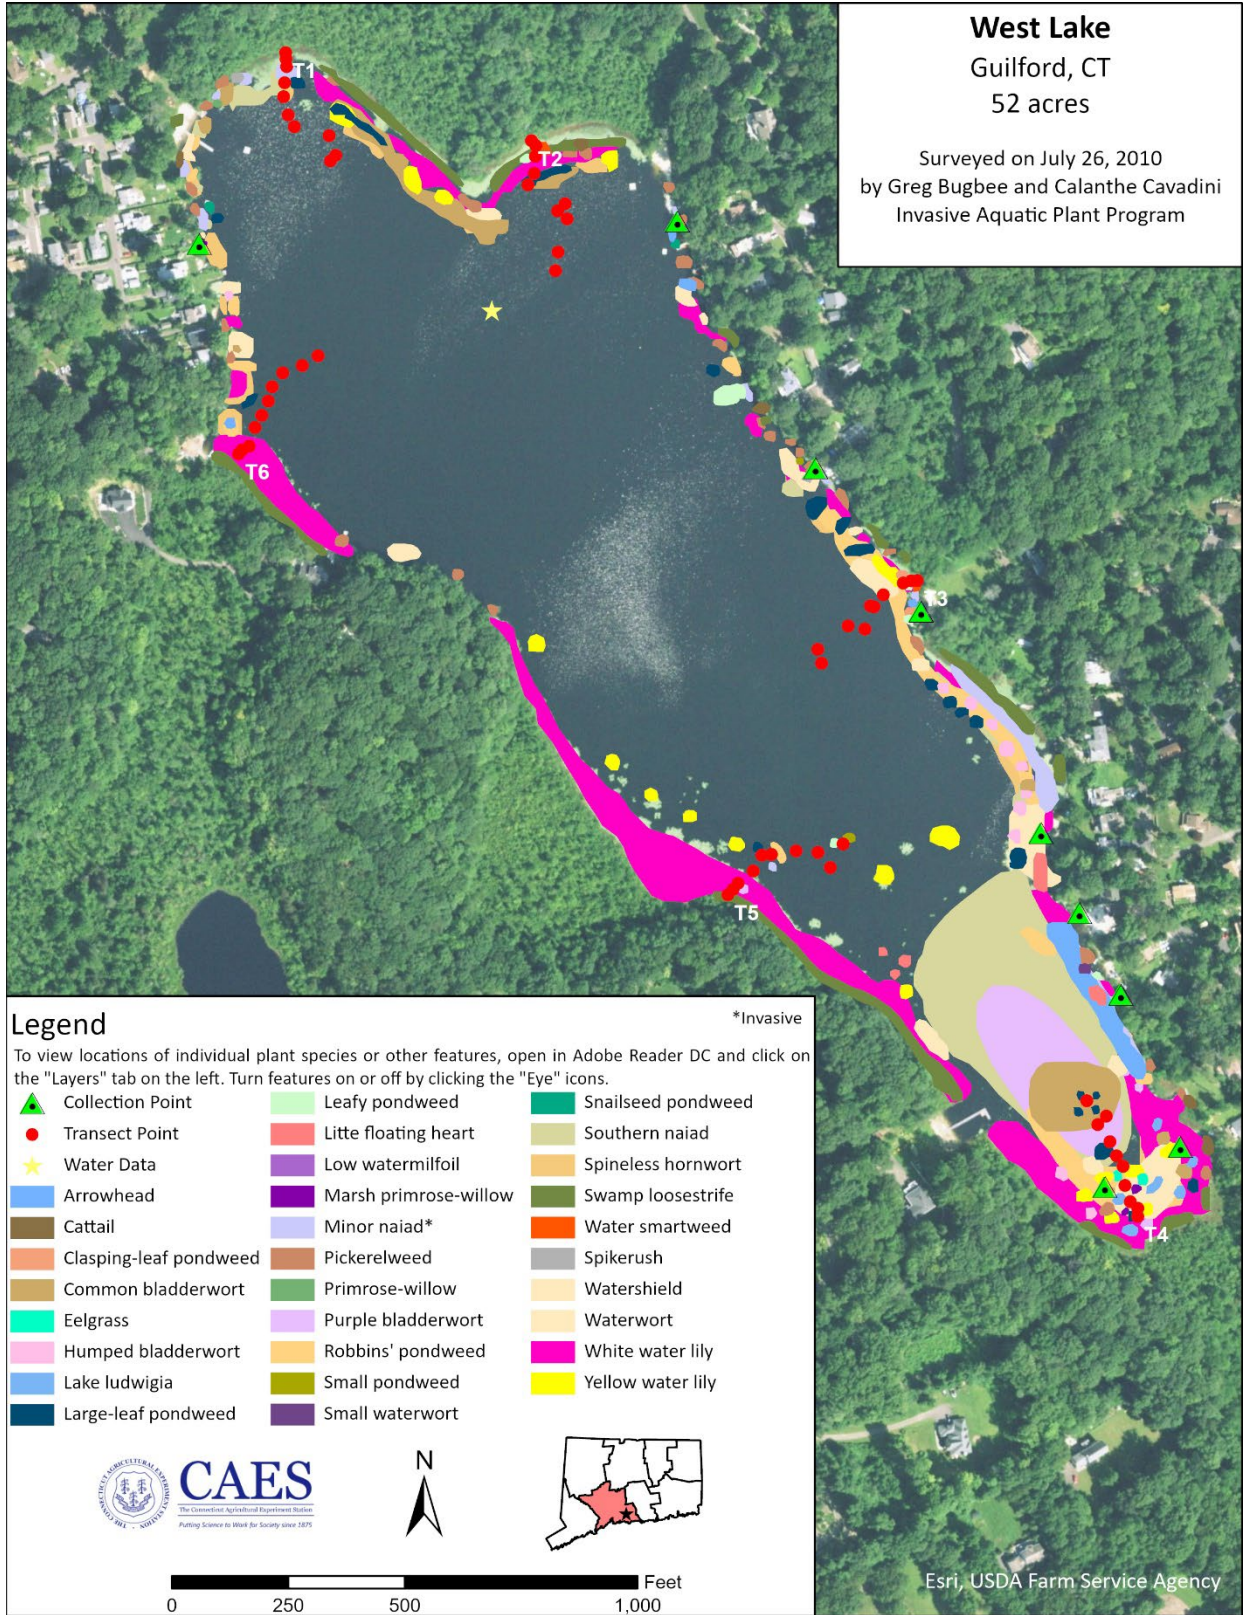 West Lake
Guilford, CT
52 acres
Surveyed on July 26, 2010
by Greg Bugbee and Calanthe Cavadini
Invasive Aquatic Plant Program
T1
T2
T3
T4
T5
T6
Legend
*Invasive
To view locations of individual plant species or other features, open in Adobe Reader DC and click on
the "Layers" tab on the left. Turn features on or off by clicking the "Eye" icons.
Collection Point
Transect Point
Water Data
Arrowhead
Cattail
Clasping-leaf pondweed
Common bladderwort
Eelgrass
Humped bladderwort
Lake ludwigia
Large-leaf pondweed
Leafy pondweed
Litte floating heart
Low watermilfoil
Marsh primrose-willow
Minor naiad*
Pickerelweed
Primrose-willow
Purple bladderwort
Robbins' pondweed
Small pondweed
Small waterwort
Snailseed pondweed
Southern naiad
Spineless hornwort
Swamp loosestrife
Water smartweed
Spikerush
Watershield
Waterwort
White water lily
Yellow water lily
THE CONNECTICUT AGRICULTURAL EXPERIMENT STATION
CAES
The Connecticut Agricultural Experiment Station
Putting Science to Work for Society since 1875
N
Feet
0 250 500 1,000
Esri, USDA Farm Service Agency